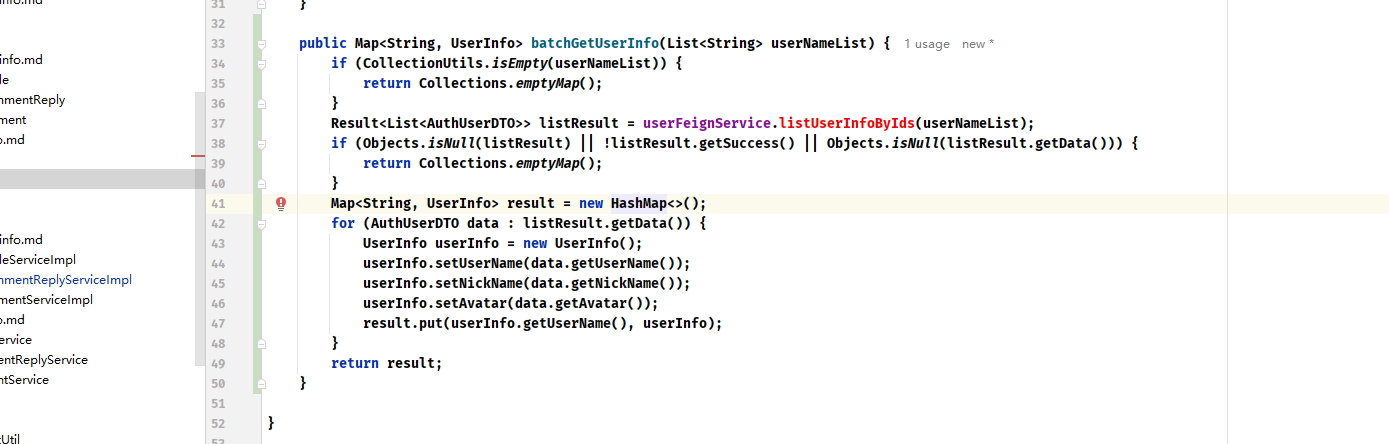 info.md
info.md
le
mmentReply
ment
o.md
info.md
leServiceImpl
mmentReplyServiceImpl
mentServiceImpl
o.md
ervice
entReplyService
ntService
tUtil
31 }
32
33 public Map<String, UserInfo> batchGetUserInfo(List<String> userNameList) { 1 usage new *
34 if (CollectionUtils.isEmpty(userNameList)) {
35 return Collections.emptyMap();
36 }
37 Result<List<AuthUserDTO>> listResult = userFeignService.listUserInfoByIds(userNameList);
38 if (Objects.isNull(listResult) || !listResult.getSuccess() || Objects.isNull(listResult.getData())) {
39 return Collections.emptyMap();
40 }
41 Map<String, UserInfo> result = new HashMap<>();
42 for (AuthUserDTO data : listResult.getData()) {
43 UserInfo userInfo = new UserInfo();
44 userInfo.setUserName(data.getUserName());
45 userInfo.setNickName(data.getNickName());
46 userInfo.setAvatar(data.getAvatar());
47 result.put(userInfo.getUserName(), userInfo);
48 }
49 return result;
50 }
51
52 }
53